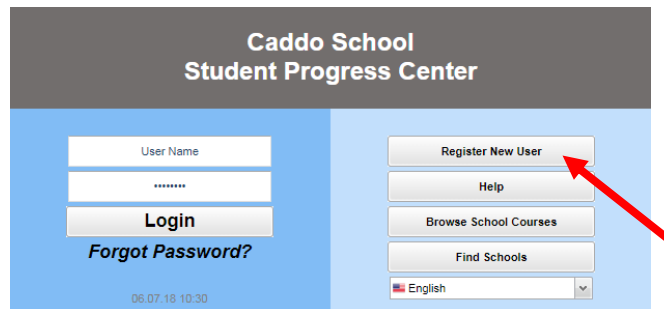 Caddo School
Student Progress Center
User Name
••••••••
Login
Forgot Password?
06.07.18 10:30
Register New User
Help
Browse School Courses
Find Schools
English